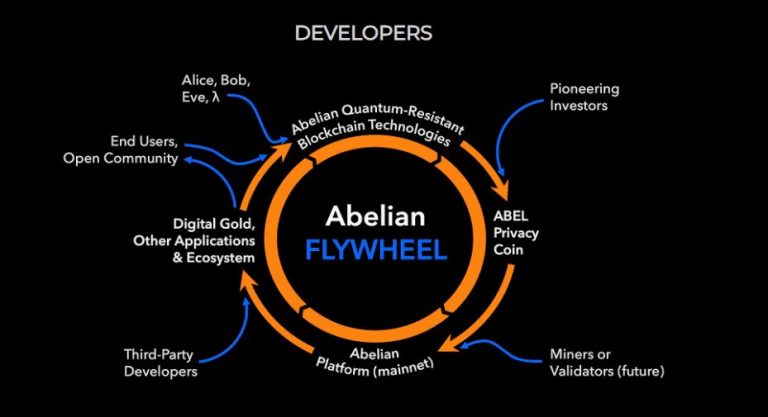 DEVELOPERS
Alice, Bob,
Eve, λ
Pioneering
Investors
Abelian Quantum-Resistant
Blockchain Technologies
End Users,
Open Community
Digital Gold,
Other Applications
& Ecosystem
Abelian
FLYWHEEL
ABEL
Privacy
Coin
Third-Party
Developers
Abelian
Platform (mainnet)
Miners or
Validators (future)